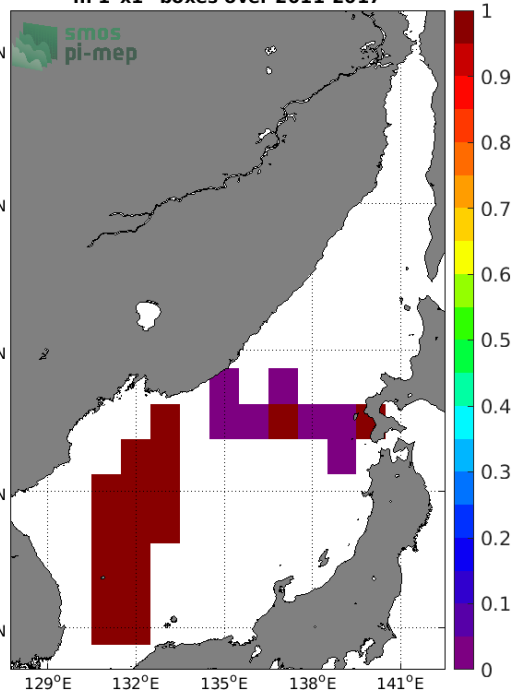 in 1°x1° boxes over 2011-2017
smos
pi-mep
N
N
N
N
N
129°E 132°E 135°E 138°E 141°E
1
0.9
0.8
0.7
0.6
0.5
0.4
0.3
0.2
0.1
0